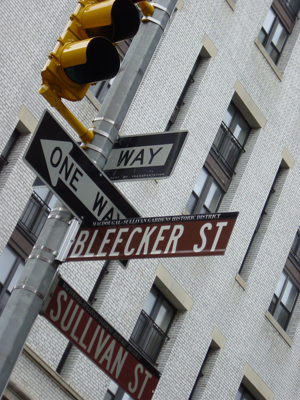 ONE WAY
WAY
MACDOUGAL-SULLIVAN GARDENS HISTORIC DISTRICT
BLEECKER ST
SULLIVAN ST